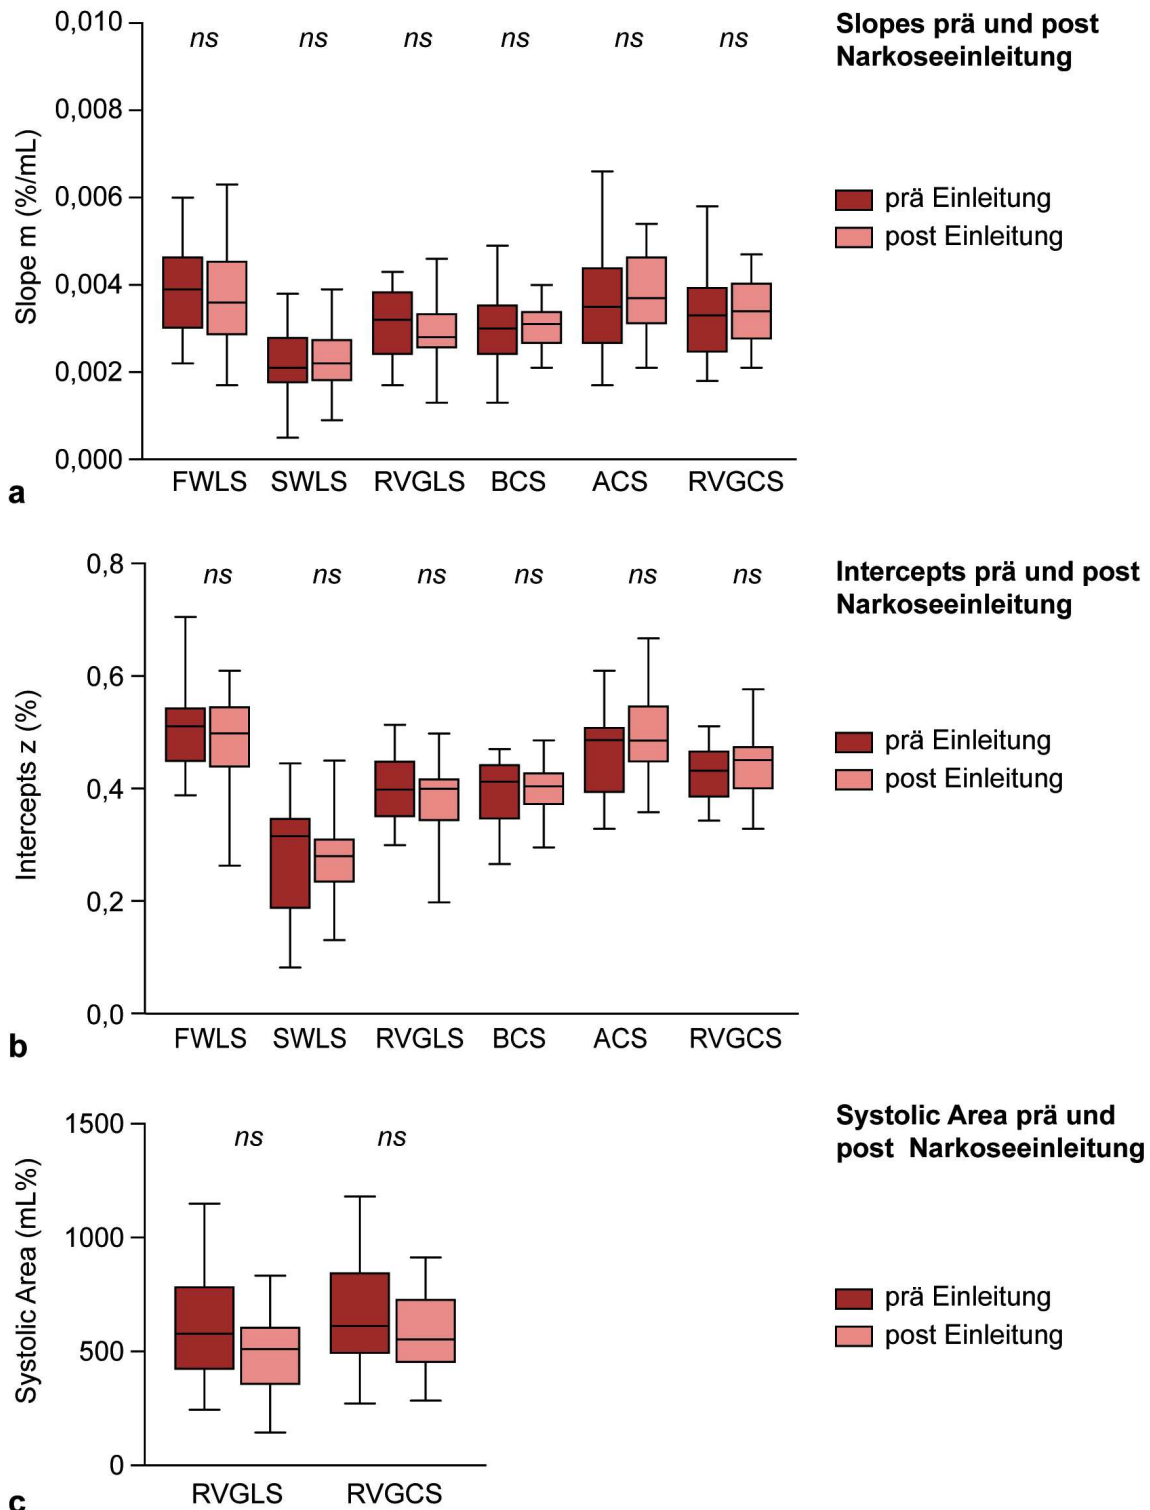 Slopes prä und post
Narkoseeinleitung
0,010
0,008
0,006
0,004
0,002
0,000
Slope m (%/mL)
ns ns ns ns ns ns
prä Einleitung
post Einleitung
FWLS SWLS RVGLS BCS ACS RVGCS
a
Intercepts prä und post
Narkoseeinleitung
0,8
0,6
0,4
0,2
0,0
Intercepts z (%)
ns ns ns ns ns ns
prä Einleitung
post Einleitung
FWLS SWLS RVGLS BCS ACS RVGCS
b
Systolic Area prä und
post Narkoseeinleitung
1500
1000
500
0
Systolic Area (mL%)
ns ns
prä Einleitung
post Einleitung
RVGLS RVGCS
c